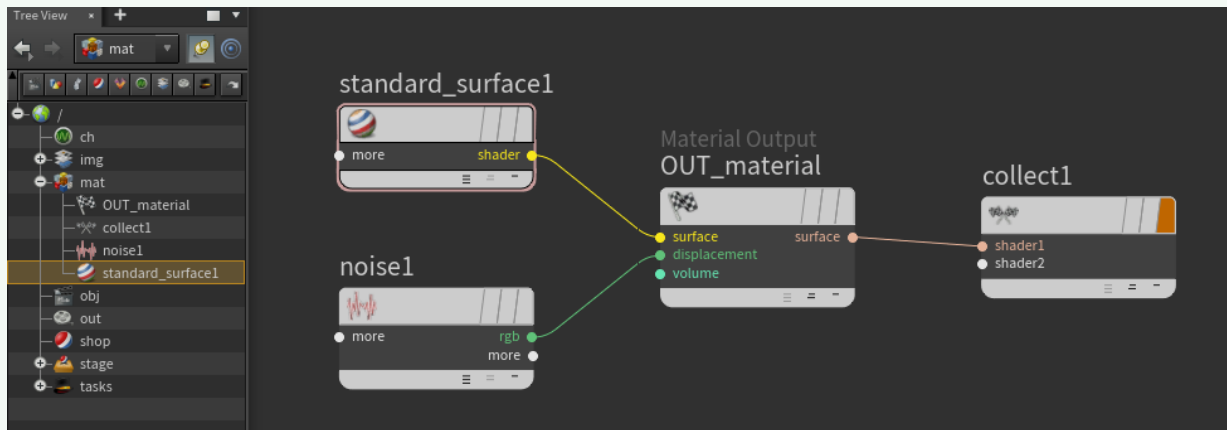 Tree View × +
mat
/
ch
img
mat
OUT_material
collect1
noise1
standard_surface1
obj
out
shop
stage
tasks
standard_surface1
more shader
noise1
more rgb
more
Material Output
OUT_material
surface surface
displacement
volume
collect1
shader1
shader2